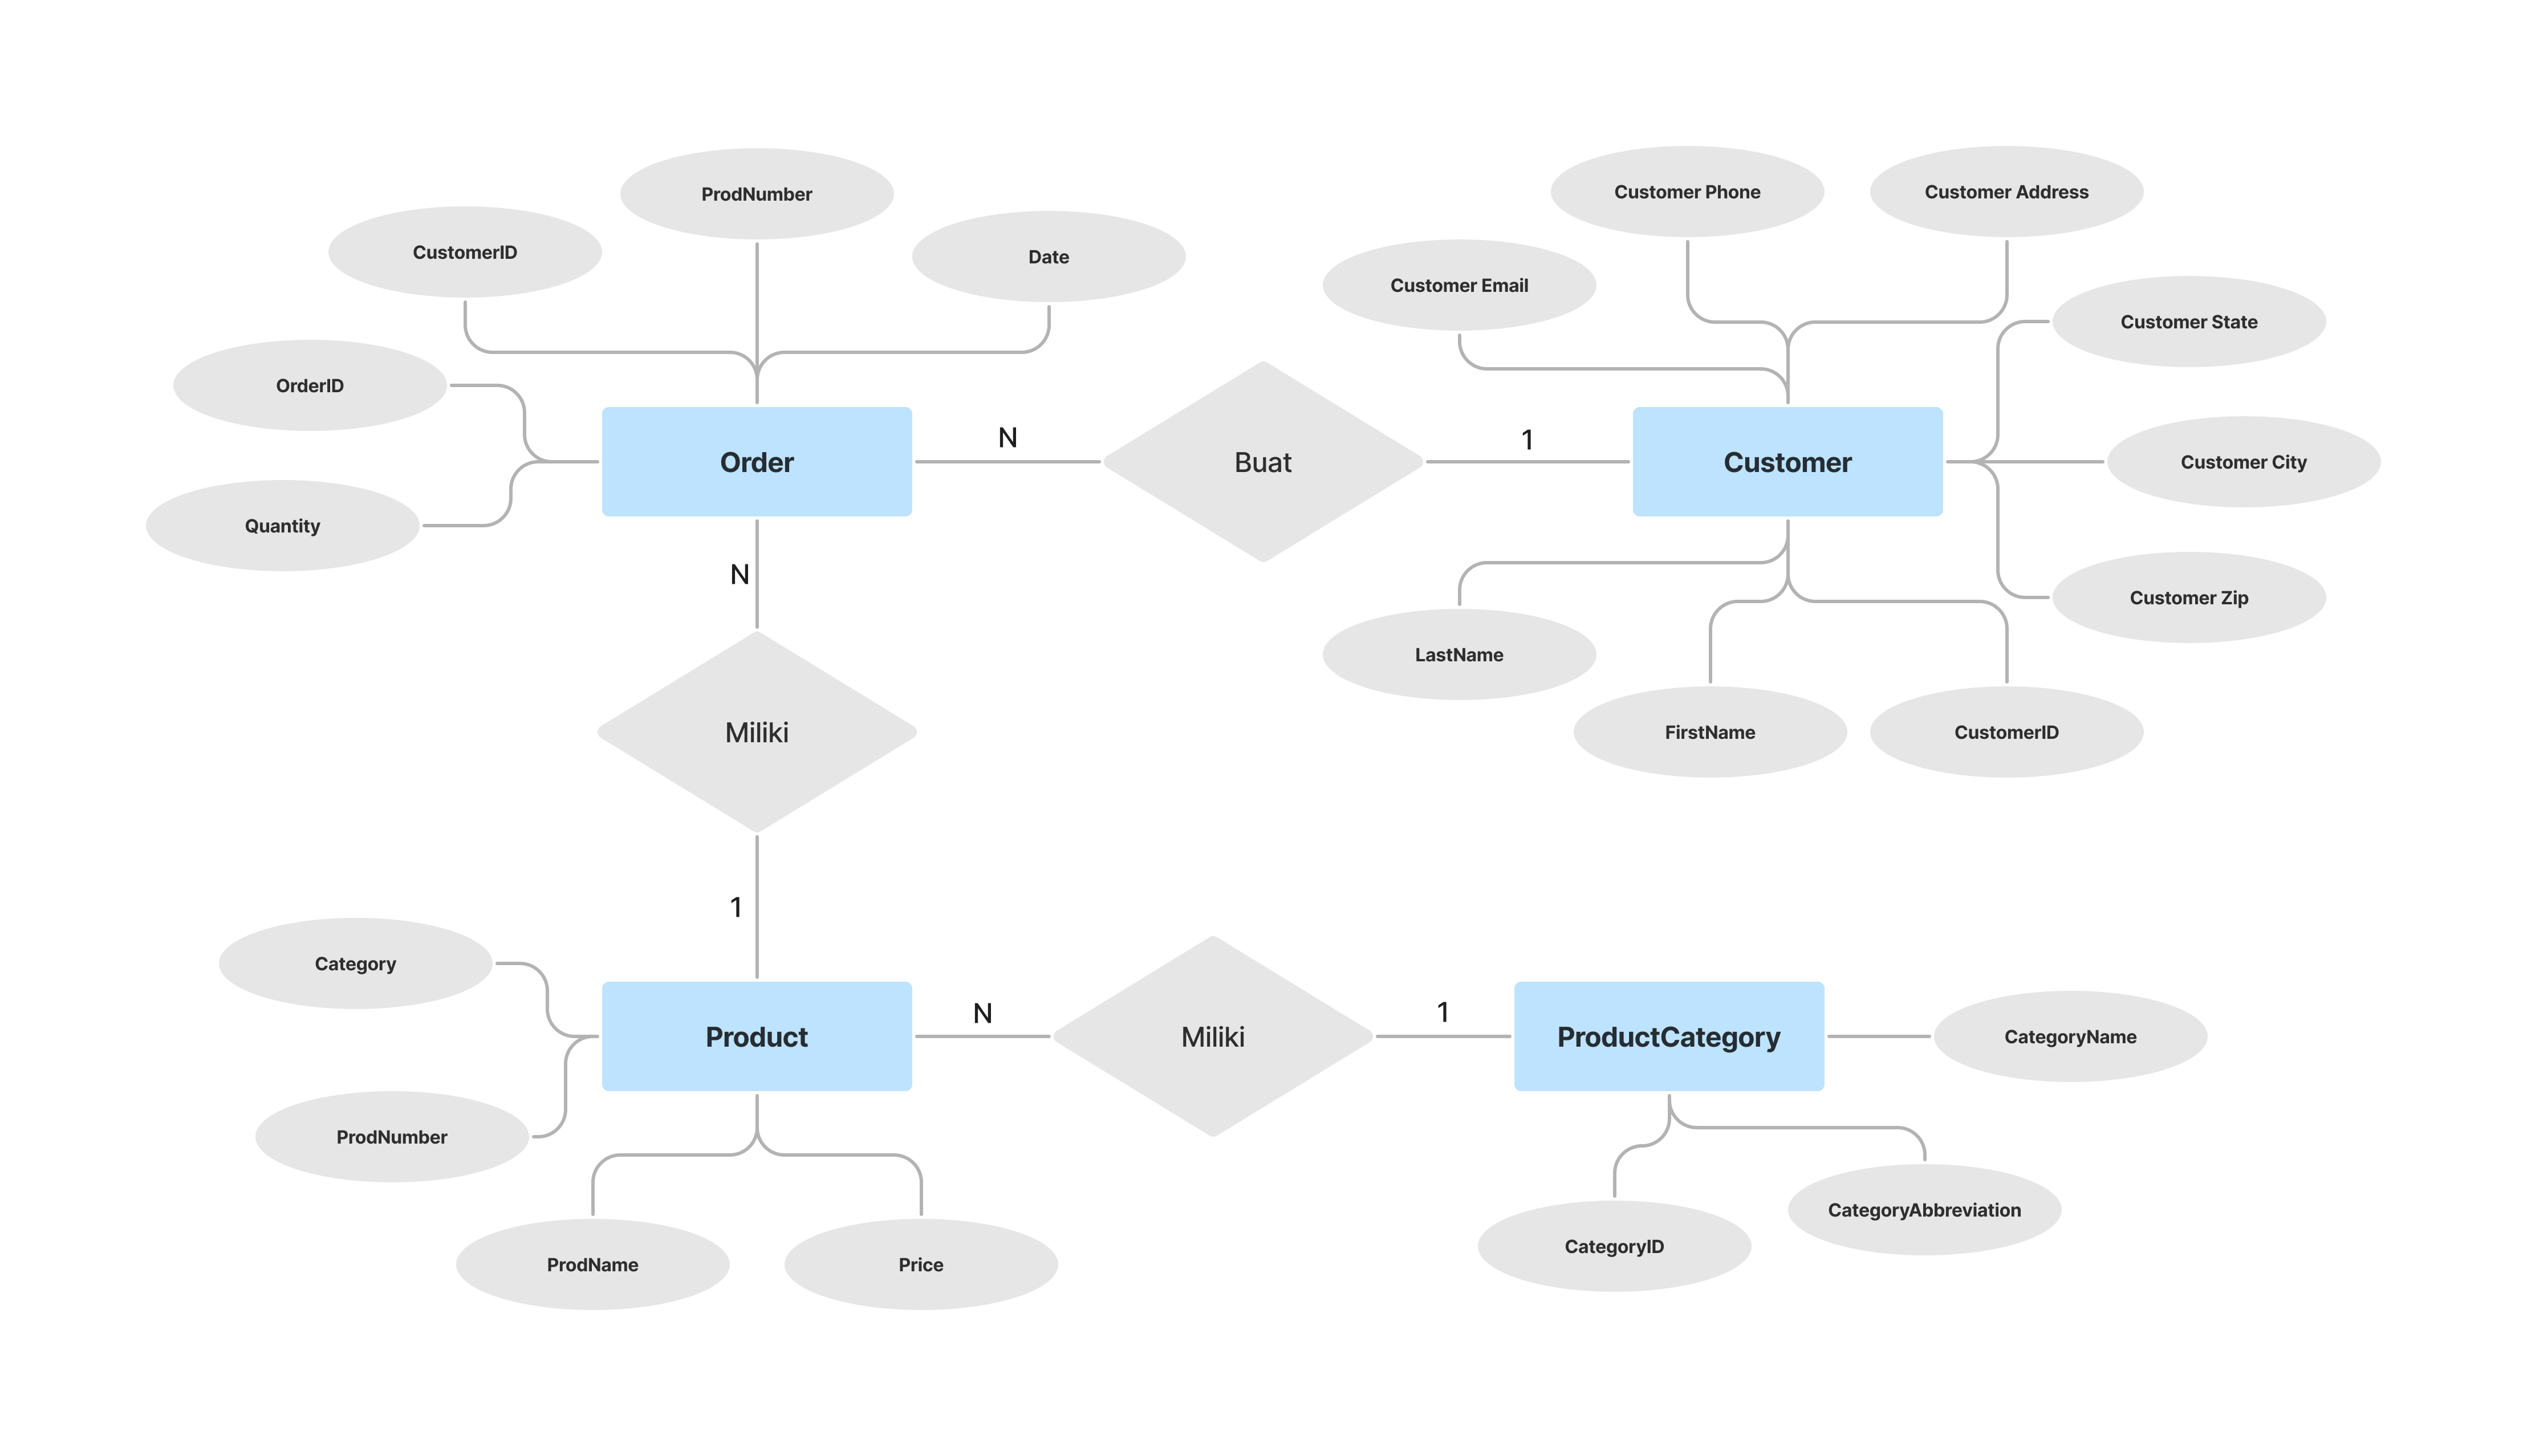 Customer Phone
Customer Address
ProdNumber
CustomerID
Date
Customer Email
Customer State
OrderID
Order
N
Buat
1
Customer
Customer City
Quantity
N
Customer Zip
LastName
Miliki
FirstName
CustomerID
1
Category
Product
N
Miliki
1
ProductCategory
CategoryName
ProdNumber
CategoryAbbreviation
CategoryID
ProdName
Price